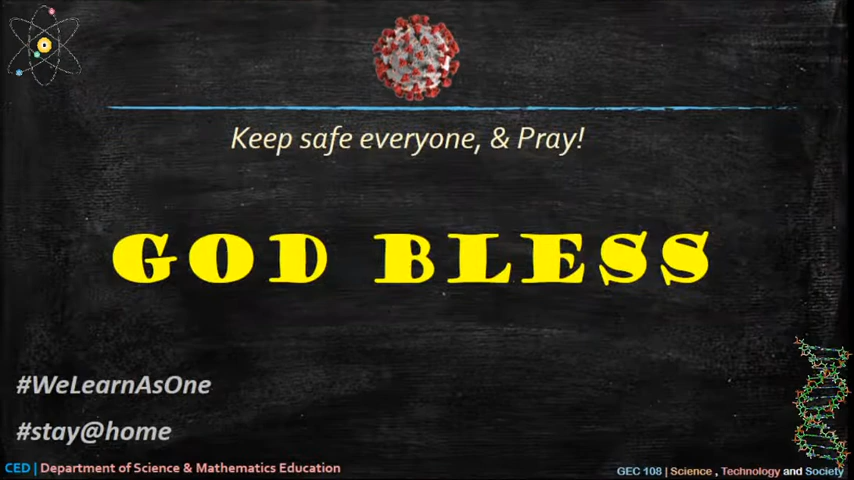 Keep safe everyone, & Pray!
GOD BLESS
#WeLearnAsOne
#stay@home
CED | Department of Science & Mathematics Education
GEC 108 | Science , Technology and Society